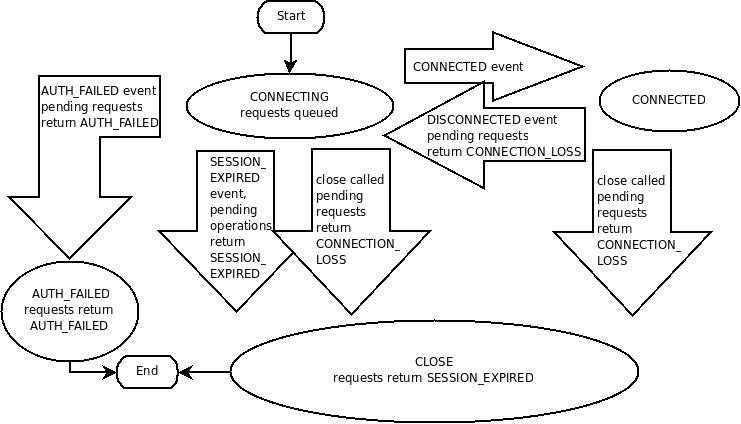 Start
CONNECTED event
AUTH_FAILED event
pending requests
return AUTH_FAILED
CONNECTING
requests queued
CONNECTED
DISCONNECTED event
pending requests
return CONNECTION_LOSS
SESSION_
EXPIRED
event,
pending
operations
return
SESSION_
EXPIRED
close called
pending
requests
return
CONNECTION_
LOSS
close called
pending
requests
return
CONNECTION_
LOSS
AUTH_FAILED
requests return
AUTH_FAILED
End
CLOSE
requests return SESSION_EXPIRED